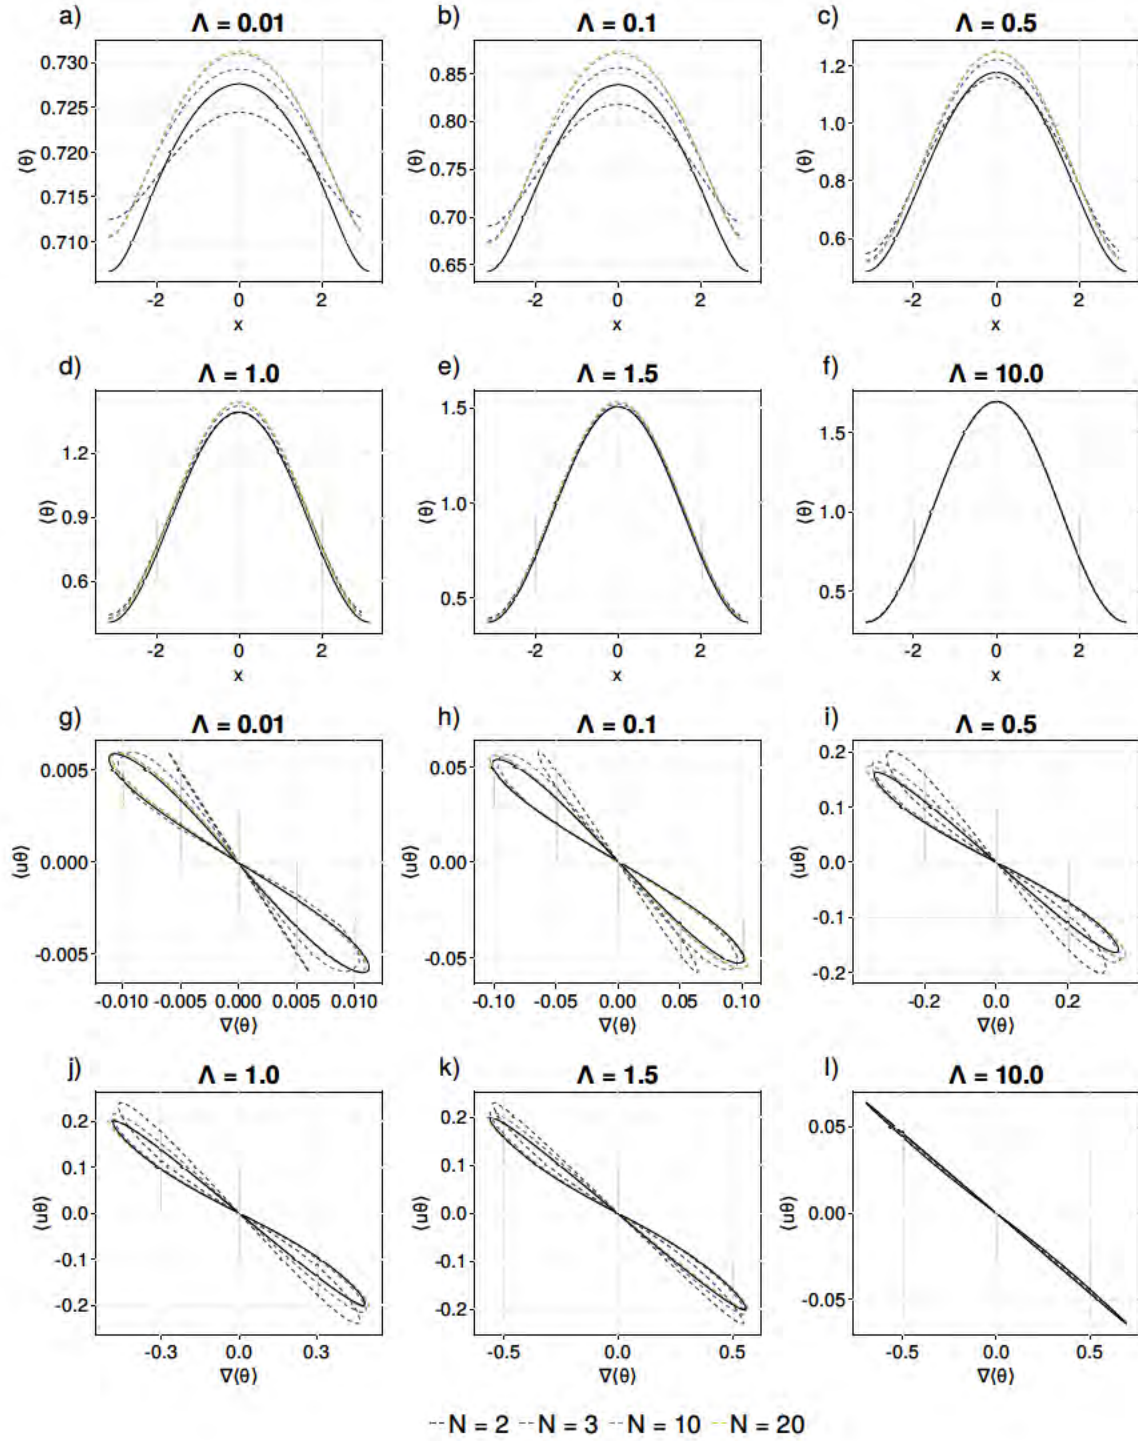 a) Λ = 0.01
b) Λ = 0.1
c) Λ = 0.5
⟨θ⟩
0.730
0.725
0.720
0.715
0.710
-2 0 2
x
⟨θ⟩
0.85
0.80
0.75
0.70
0.65
-2 0 2
x
⟨θ⟩
1.2
1.0
0.8
0.6
-2 0 2
x
d) Λ = 1.0
e) Λ = 1.5
f) Λ = 10.0
⟨θ⟩
1.2
0.9
0.6
-2 0 2
x
⟨θ⟩
1.5
1.0
0.5
-2 0 2
x
⟨θ⟩
1.5
1.0
0.5
-2 0 2
x
g) Λ = 0.01
h) Λ = 0.1
i) Λ = 0.5
⟨uθ⟩
0.005
0.000
-0.005
-0.010 -0.005 0.000 0.005 0.010
∇⟨θ⟩
⟨uθ⟩
0.05
0.00
-0.05
-0.10 -0.05 0.00 0.05 0.10
∇⟨θ⟩
⟨uθ⟩
0.2
0.1
0.0
-0.1
-0.2
-0.2 0.0 0.2
∇⟨θ⟩
j) Λ = 1.0
k) Λ = 1.5
l) Λ = 10.0
⟨uθ⟩
0.2
0.1
0.0
-0.1
-0.2
-0.3 0.0 0.3
∇⟨θ⟩
⟨uθ⟩
0.2
0.1
0.0
-0.1
-0.2
-0.5 0.0 0.5
∇⟨θ⟩
⟨uθ⟩
0.05
0.00
-0.05
-0.5 0.0 0.5
∇⟨θ⟩
N = 2 N = 3 N = 10 N = 20